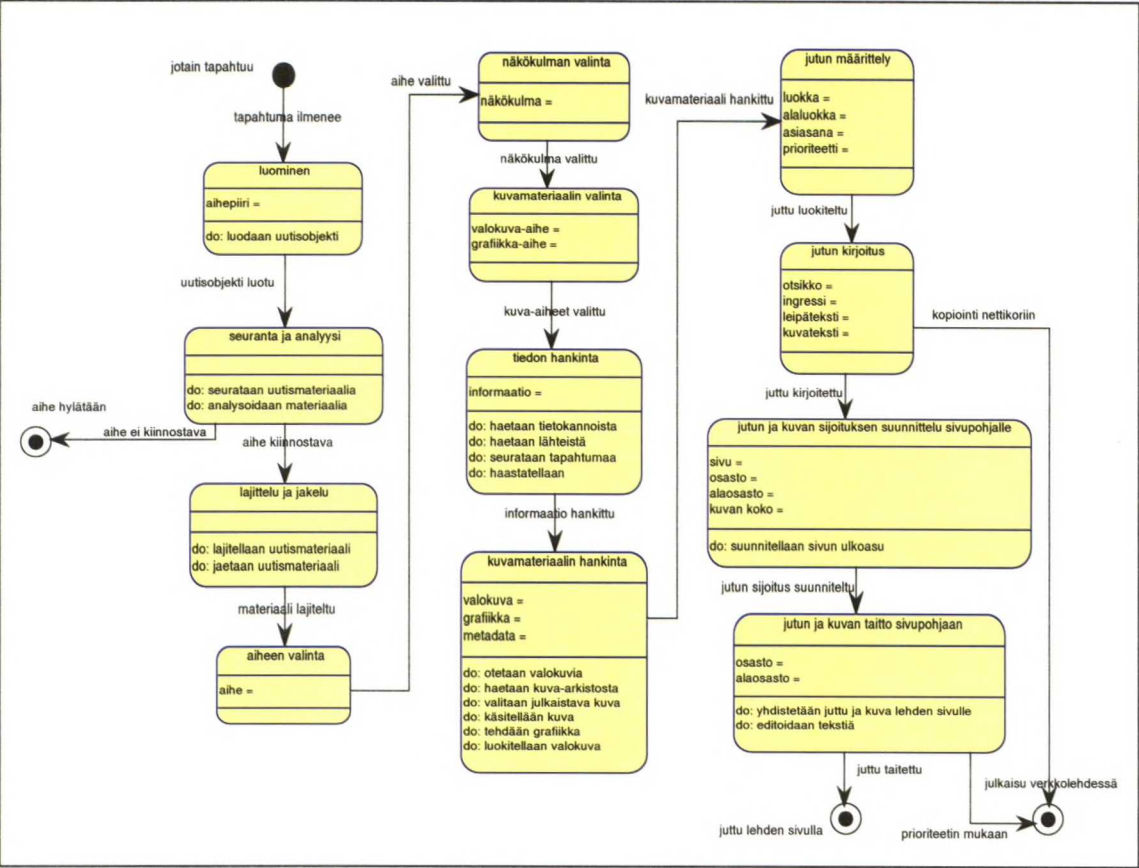 jotain tapahtuu
tapahtuma ilmenee
luominen
aihepiiri =
do: luodaan uutisobjekti
uutisobjekti luotu
seuranta ja analyysi
do: seurataan uutismateriaalia
do: analysoidaan materiaalia
aihe hylätään
aihe ei kiinnostava
aihe kiinnostava
lajittelu ja jakelu
do: lajitellaan uutismateriaali
do: jaetaan uutismateriaali
materiaali lajiteltu
aiheen valinta
aihe =
aihe valittu
näkökulman valinta
näkökulma =
näkökulma valittu
kuvamateriaalin valinta
valokuva-aihe =
grafiikka-aihe =
kuva-aiheet valittu
tiedon hankinta
informaatio =
do: haetaan tietokannoista
do: haetaan lähteistä
do: seurataan tapahtumaa
do: haastatellaan
informaatio hankittu
kuvamateriaalin hankinta
valokuva =
grafiikka =
metadata =
do: otetaan valokuvia
do: haetaan kuva-arkistosta
do: valitaan julkaistava kuva
do: käsitellään kuva
do: tehdään grafiikka
do: luokitellaan valokuva
kuvamateriaali hankittu
jutun määrittely
luokka =
alaluokka =
asiasana =
prioriteetti =
juttu luokiteltu
jutun kirjoitus
otsikko =
ingressi =
leipäteksti =
kuvateksti =
kopiointi nettikoriin
juttu kirjoitettu
jutun ja kuvan sijoituksen suunnittelu sivupohjalle
sivu =
osasto =
alaosasto =
kuvan koko =
do: suunnitellaan sivun ulkoasu
jutun sijoitus suunniteltu
jutun ja kuvan taitto sivupohjaan
osasto =
alaosasto =
do: yhdistetään juttu ja kuva lehden sivulle
do: editoidaan tekstiä
juttu taitettu
julkaisu verkkolehdessä
juttu lehden sivulla
prioriteetin mukaan